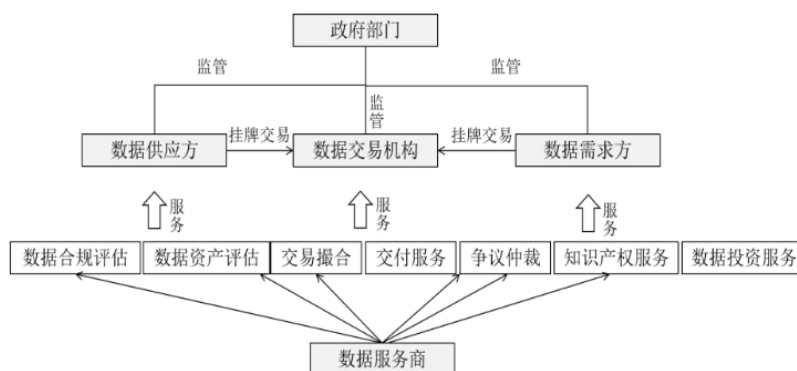 政府部门
监管
监管
监管
数据供应方
挂牌交易
数据交易机构
挂牌交易
数据需求方
服务
服务
服务
数据合规评估
数据资产评估
交易撮合
交付服务
争议仲裁
知识产权服务
数据投资服务
数据服务商